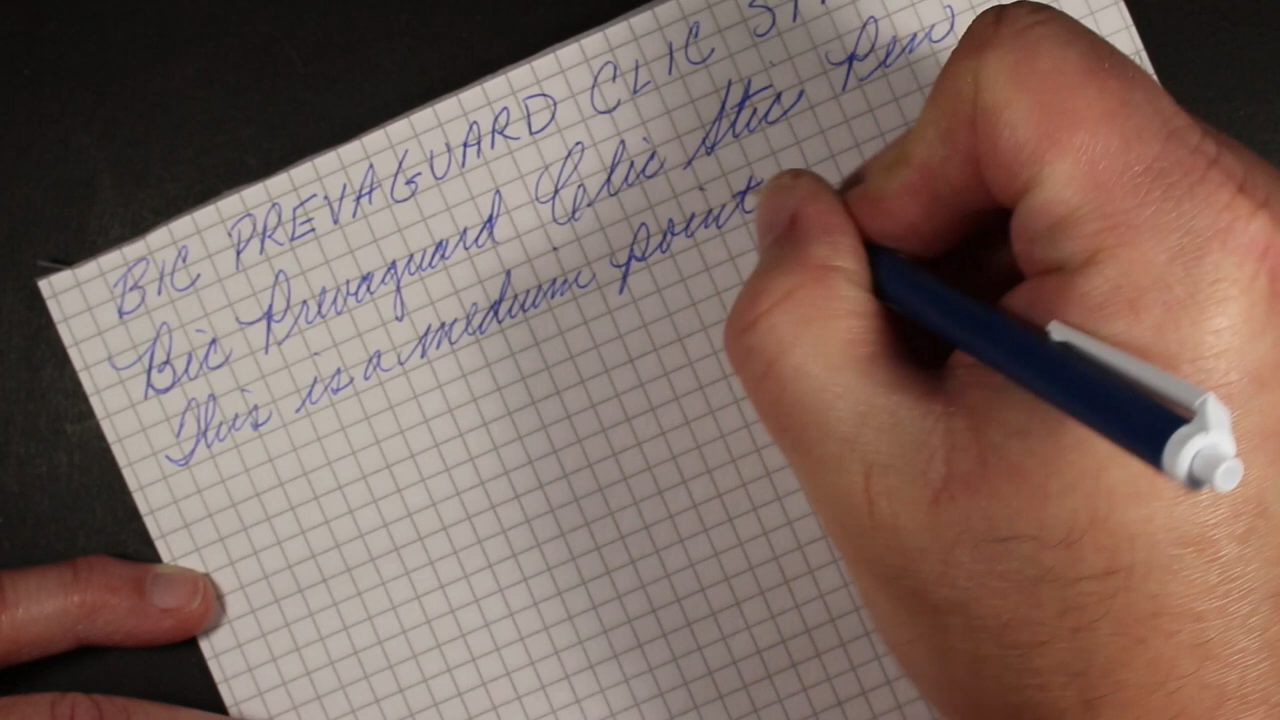 BIC PREVAGUARD CLIC
Bic Prevaguard Clic Stic Pen
This is a medium point